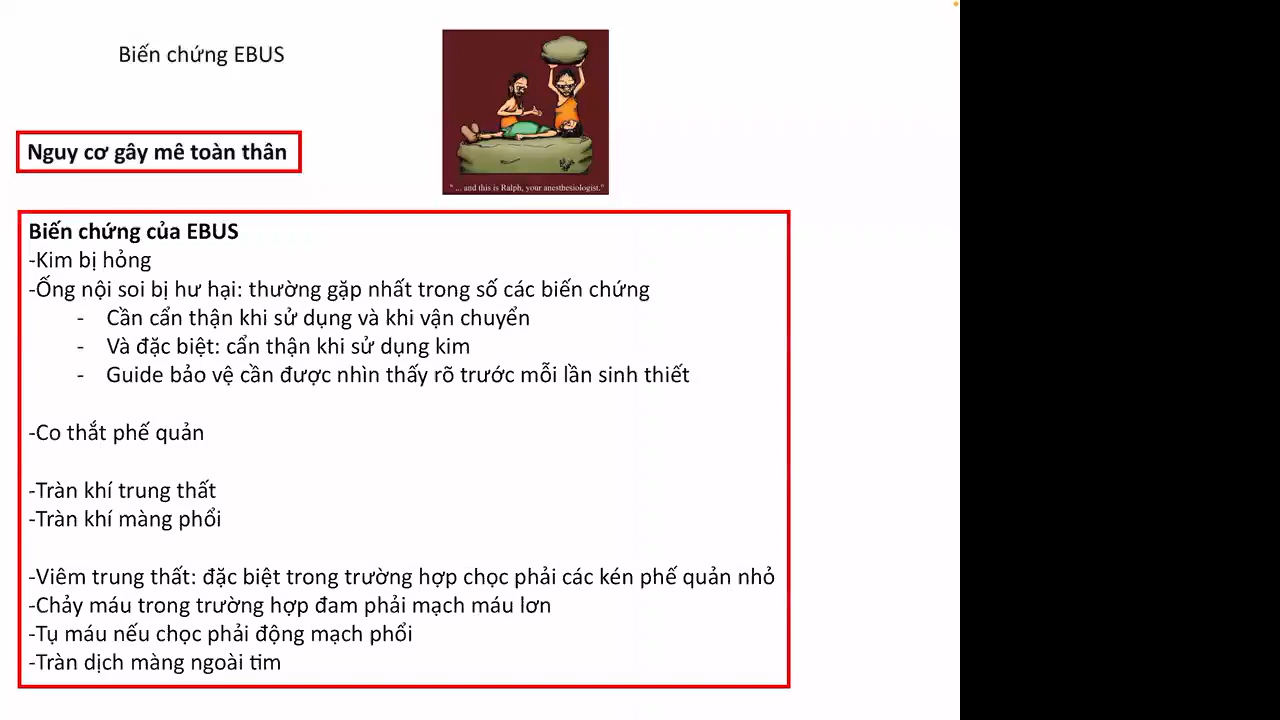 Biến chứng EBUS
" ... and this is Ralph, your anesthesiologist."
Nguy cơ gây mê toàn thân
Biến chứng của EBUS
-Kim bị hỏng
-Ống nội soi bị hư hại: thường gặp nhất trong số các biến chứng
- Cần cẩn thận khi sử dụng và khi vận chuyển
- Và đặc biệt: cẩn thận khi sử dụng kim
- Guide bảo vệ cần được nhìn thấy rõ trước mỗi lần sinh thiết
-Co thắt phế quản
-Tràn khí trung thất
-Tràn khí màng phổi
-Viêm trung thất: đặc biệt trong trường hợp chọc phải các kén phế quản nhỏ
-Chảy máu trong trường hợp đam phải mạch máu lơn
-Tụ máu nếu chọc phải động mạch phổi
-Tràn dịch màng ngoài tim